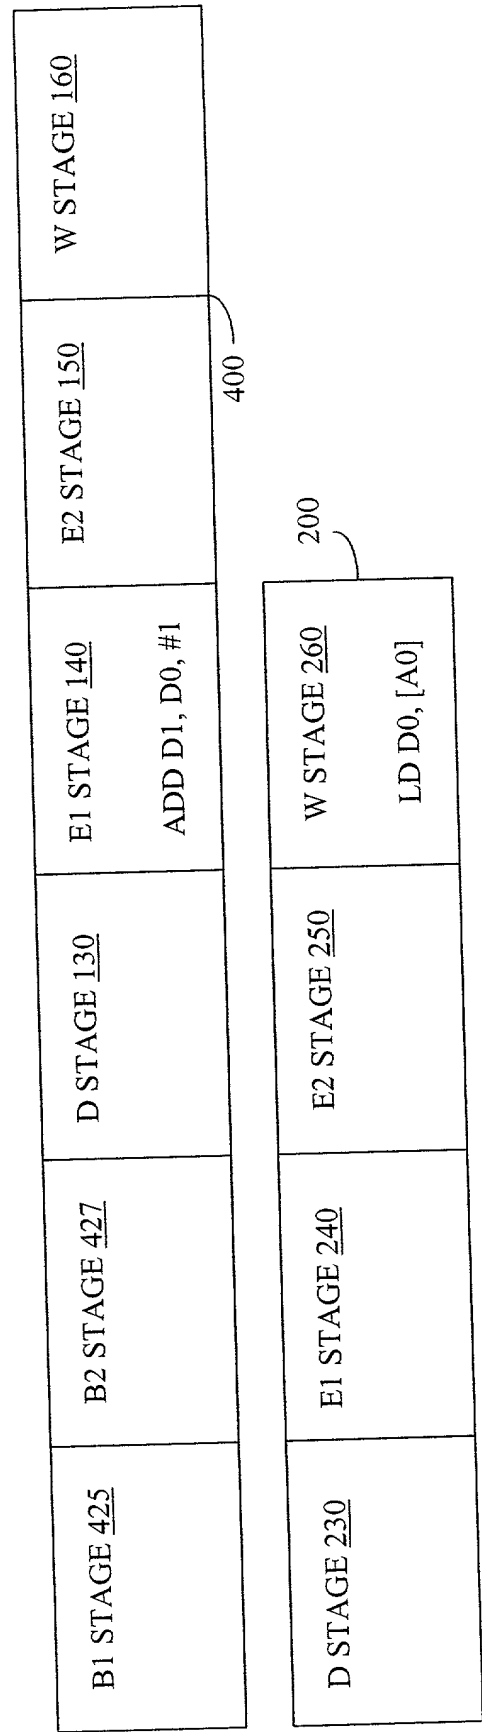 B1 STAGE 425
B2 STAGE 427
D STAGE 130
E1 STAGE 140
ADD D1, D0, #1
E2 STAGE 150
W STAGE 160
400
D STAGE 230
E1 STAGE 240
E2 STAGE 250
W STAGE 260
LD D0, [A0]
200